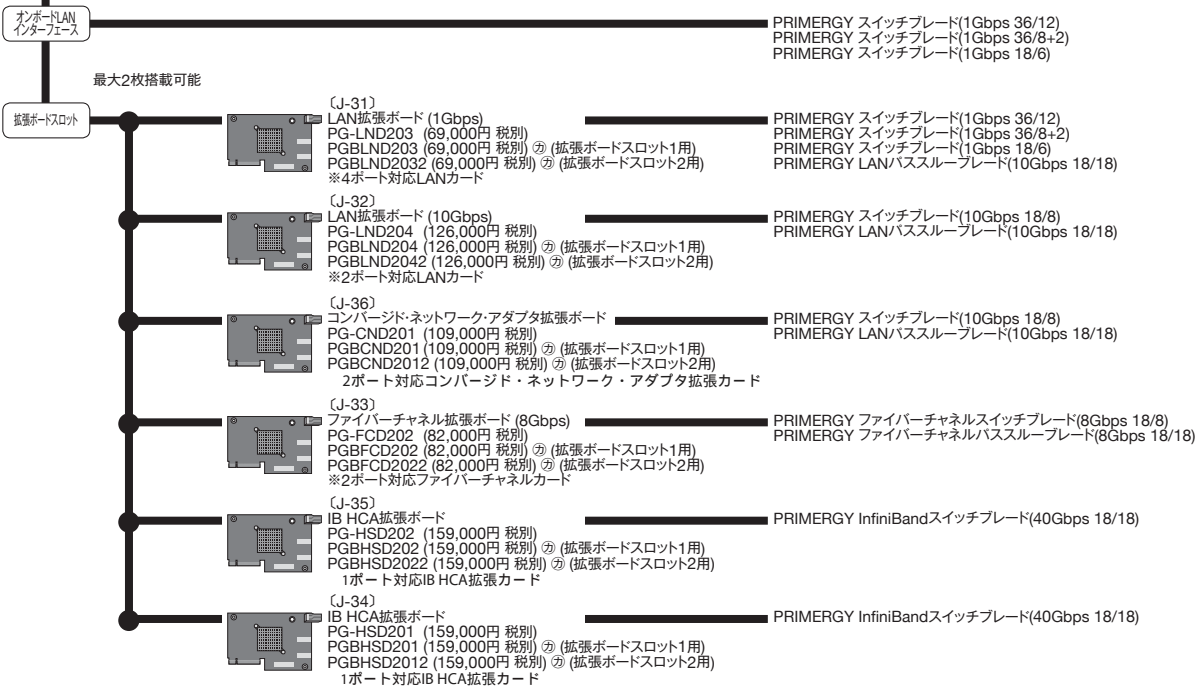 オンボードLAN
インターフェース
PRIMERGY スイッチブレード(1Gbps 36/12)
PRIMERGY スイッチブレード(1Gbps 36/8+2)
PRIMERGY スイッチブレード(1Gbps 18/6)
最大2枚搭載可能
拡張ボードスロット
〔J-31〕
LAN拡張ボード (1Gbps)
PG-LND203 (69,000円 税別)
PGBLND203 (69,000円 税別) ㋕ (拡張ボードスロット1用)
PGBLND2032 (69,000円 税別) ㋕ (拡張ボードスロット2用)
※4ポート対応LANカード
PRIMERGY スイッチブレード(1Gbps 36/12)
PRIMERGY スイッチブレード(1Gbps 36/8+2)
PRIMERGY スイッチブレード(1Gbps 18/6)
PRIMERGY LANパススルーブレード(10Gbps 18/18)
〔J-32〕
LAN拡張ボード (10Gbps)
PG-LND204 (126,000円 税別)
PGBLND204 (126,000円 税別) ㋕ (拡張ボードスロット1用)
PGBLND2042 (126,000円 税別) ㋕ (拡張ボードスロット2用)
※2ポート対応LANカード
PRIMERGY スイッチブレード(10Gbps 18/8)
PRIMERGY LANパススルーブレード(10Gbps 18/18)
〔J-36〕
コンバージド・ネットワーク・アダプタ拡張ボード
PG-CND201 (109,000円 税別)
PGBCND201 (109,000円 税別) ㋕ (拡張ボードスロット1用)
PGBCND2012 (109,000円 税別) ㋕ (拡張ボードスロット2用)
2ポート対応コンバージド・ネットワーク・アダプタ拡張カード
PRIMERGY スイッチブレード(10Gbps 18/8)
PRIMERGY LANパススルーブレード(10Gbps 18/18)
〔J-33〕
ファイバーチャネル拡張ボード (8Gbps)
PG-FCD202 (82,000円 税別)
PGBFCD202 (82,000円 税別) ㋕ (拡張ボードスロット1用)
PGBFCD2022 (82,000円 税別) ㋕ (拡張ボードスロット2用)
※2ポート対応ファイバーチャネルカード
PRIMERGY ファイバーチャネルスイッチブレード(8Gbps 18/8)
PRIMERGY ファイバーチャネルパススルーブレード(8Gbps 18/18)
〔J-35〕
IB HCA拡張ボード
PG-HSD202 (159,000円 税別)
PGBHSD202 (159,000円 税別) ㋕ (拡張ボードスロット1用)
PGBHSD2022 (159,000円 税別) ㋕ (拡張ボードスロット2用)
1ポート対応IB HCA拡張カード
PRIMERGY InfiniBandスイッチブレード(40Gbps 18/18)
〔J-34〕
IB HCA拡張ボード
PG-HSD201 (159,000円 税別)
PGBHSD201 (159,000円 税別) ㋕ (拡張ボードスロット1用)
PGBHSD2012 (159,000円 税別) ㋕ (拡張ボードスロット2用)
1ポート対応IB HCA拡張カード
PRIMERGY InfiniBandスイッチブレード(40Gbps 18/18)